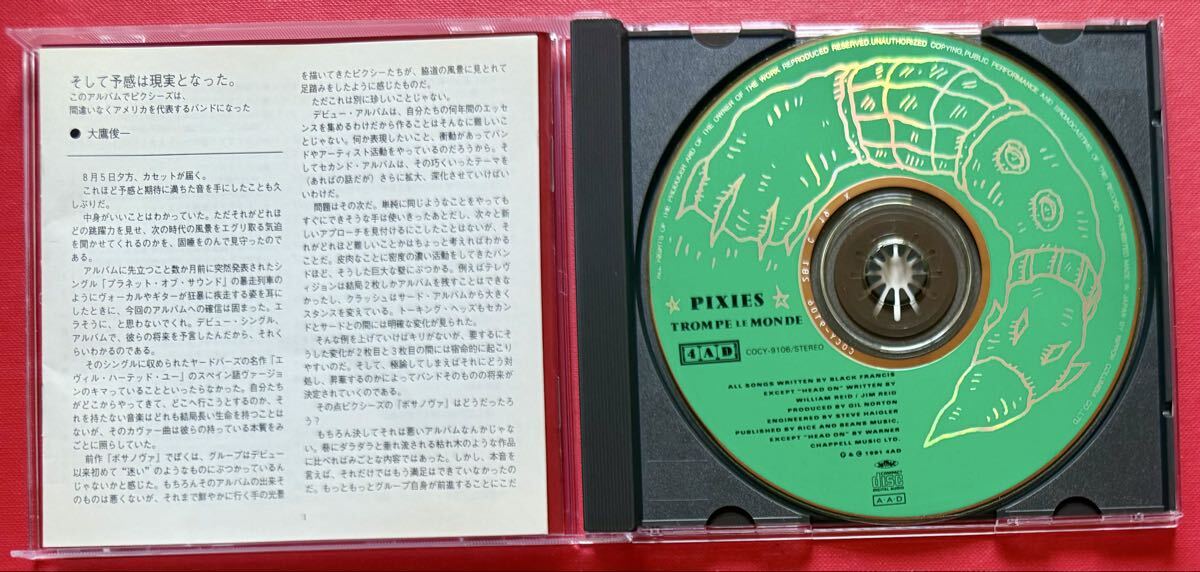 そして予感は現実となった。
このアルバムでピクシーズは、
間違いなくアメリカを代表するバンドになった
● 大鷹俊一
8月5日夕方、カセットが届く。
これほど予感と期待に満ちた音を手にしたことも久
しぶりだ。
中身がいいことはわかっていた。ただそれがどれほ
どの跳躍力を見せ、次の時代の風景をエグリ取る気迫
を聞かせてくれるのかを、固唾をのんで見守ったので
ある。
アルバムに先立つこと数か月前に突然発表されたシ
ングル「プラネット・オブ・サウンド」の暴走列車の
ようにヴォーカルやギターが狂暴に疾走する姿を耳に
したときに、今回のアルバムへの確信は固まった。エ
ラそうに、と思わないでくれ。デビュー・シングル、
アルバムで、彼らの将来を予言したんだから、それく
らいわかるのである。
そのシングルに収められたヤードバーズの名作「エ
ヴィル・ハーテッド・ユー」のスペイン語ヴァージョ
ンのキマっていることといったらなかった。自分たち
がどこからやってきて、どこへ行こうとするのか、そ
れを持たない音楽はどれも結局長い生命を持つことは
ないが、そのカヴァー曲は彼らの持っている本質をみ
ごとに照らしていた。
前作『ボサノヴァ』でぼくは、グループはデビュー
以来初めて“迷い”のようなものにぶつかっているん
じゃないかと感じた。もちろんそのアルバムの出来そ
のものは悪くないが、それまで鮮やかに行く手の光景
を描いてきたピクシーたちが、脇道の風景に見とれて
足踏みをしたように感じたものだ。
ただこれは別に珍しいことじゃない。
デビュー・アルバムは、自分たちの何年間のエッセ
ンスを集めるわけだから作ることはそんなに難しいこ
とじゃない。何か表現したいこと、衝動があってバン
ドやアーティスト活動をやっているのだろうから。そ
してセカンド・アルバムは、その巧くいったテーマを
(あればの話だが) さらに拡大、深化させていけばい
いわけだ。
問題はその次だ。単純に同じようなことをやっても
すぐにできそうな手は使いきったあとだし、次々と新
しいアプローチを見付けるにこしたことはないが、そ
れがどれほど難しいことかはちょっと考えればわかる
ことだ。皮肉なことに密度の濃い活動をしてきたバン
ドほど、そうした巨大な壁にぶつかる。例えばテレヴ
ィジョンは結局2枚しかアルバムを残すことはできな
かったし、クラッシュはサード・アルバムから大きく
スタンスを変えている。トーキング・ヘッズもセカン
ドとサードとの間には明確な変化が見られた。
そんな例を上げていけばキリがないが、要するにそ
うした変化が2枚目と3枚目の間には宿命的に起こり
やすいのだ。そして、極論してしまえばそれにどう対
処し、昇華するのかによってバンドそのものの将来が
決定されていくのである。
その点ピクシーズの『ボサノヴァ』はどうだったろ
う?
もちろん決してそれは悪いアルバムなんかじゃな
い。巷にダラダラと垂れ流される枯れ木のような作品
に比べればみごとな内容ではあった。しかし、本音を
言えば、それだけではもう満足はできていなかったの
だ。もっともっとグループ自身が前進することにこだ
1
ALL RIGHTS OF THE PRODUCER AND OF THE OWNER OF THE WORK REPRODUCED RESERVED. UNAUTHORIZED COPYING, PUBLIC PERFORMANCE AND BROADCASTING OF THE RECORD PROHIBITED MADE IN JAPAN BY NIPPON COLUMBIA CO., LTD.
PIXIES
TROMPE LE MONDE
4AD
COCY-9106/STEREO
ALL SONGS WRITTEN BY BLACK FRANCIS
EXCEPT "HEAD ON" WRITTEN BY
WILLIAM REID / JIM REID
PRODUCED BY GIL NORTON
ENGINEERED BY STEVE HAIGLER
PUBLISHED BY RICE AND BEANS MUSIC,
EXCEPT "HEAD ON" BY WARNER
CHAPPELL MUSIC LTD.
℗ & © 1991 4AD
COMPACT
disc
DIGITAL AUDIO
A·A·D